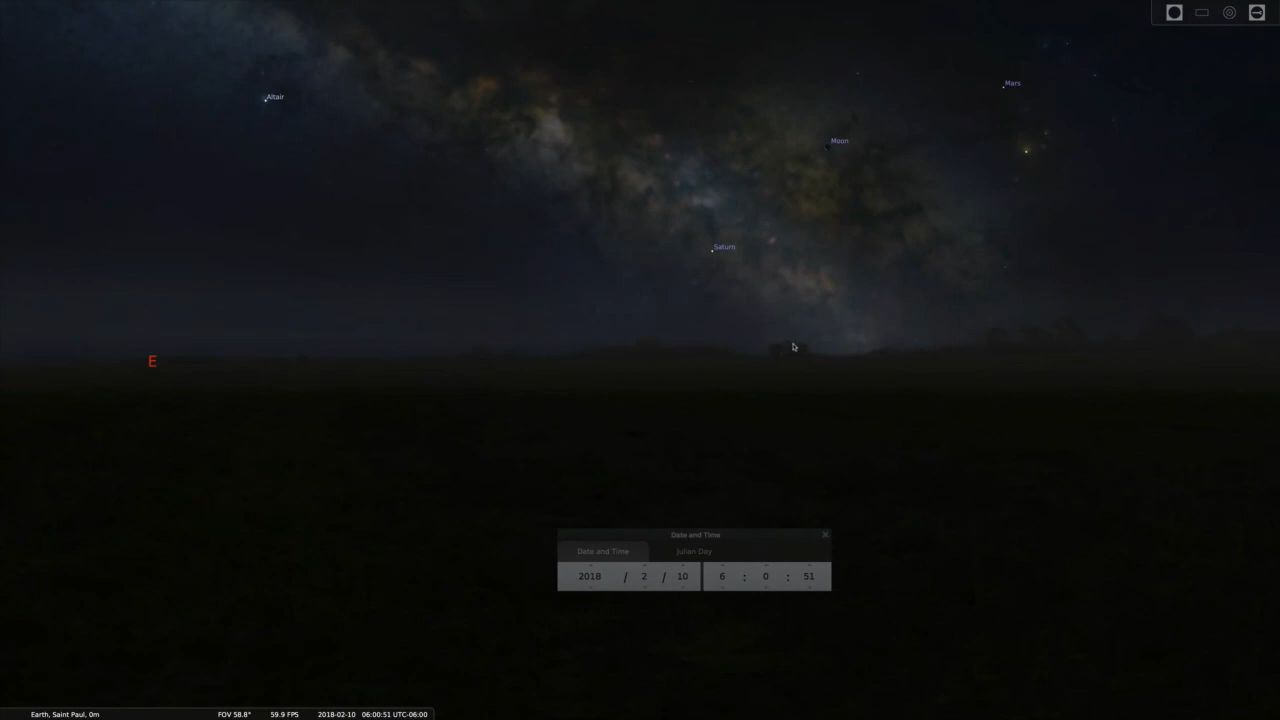 Mars
Altair
Moon
Saturn
E
Date and Time
Date and Time Julian Day
2018 / 2 / 10 6 : 0 : 51
Earth, Saint Paul, 0m FOV 58.8° 59.9 FPS 2018-02-10 06:00:51 UTC-06:00